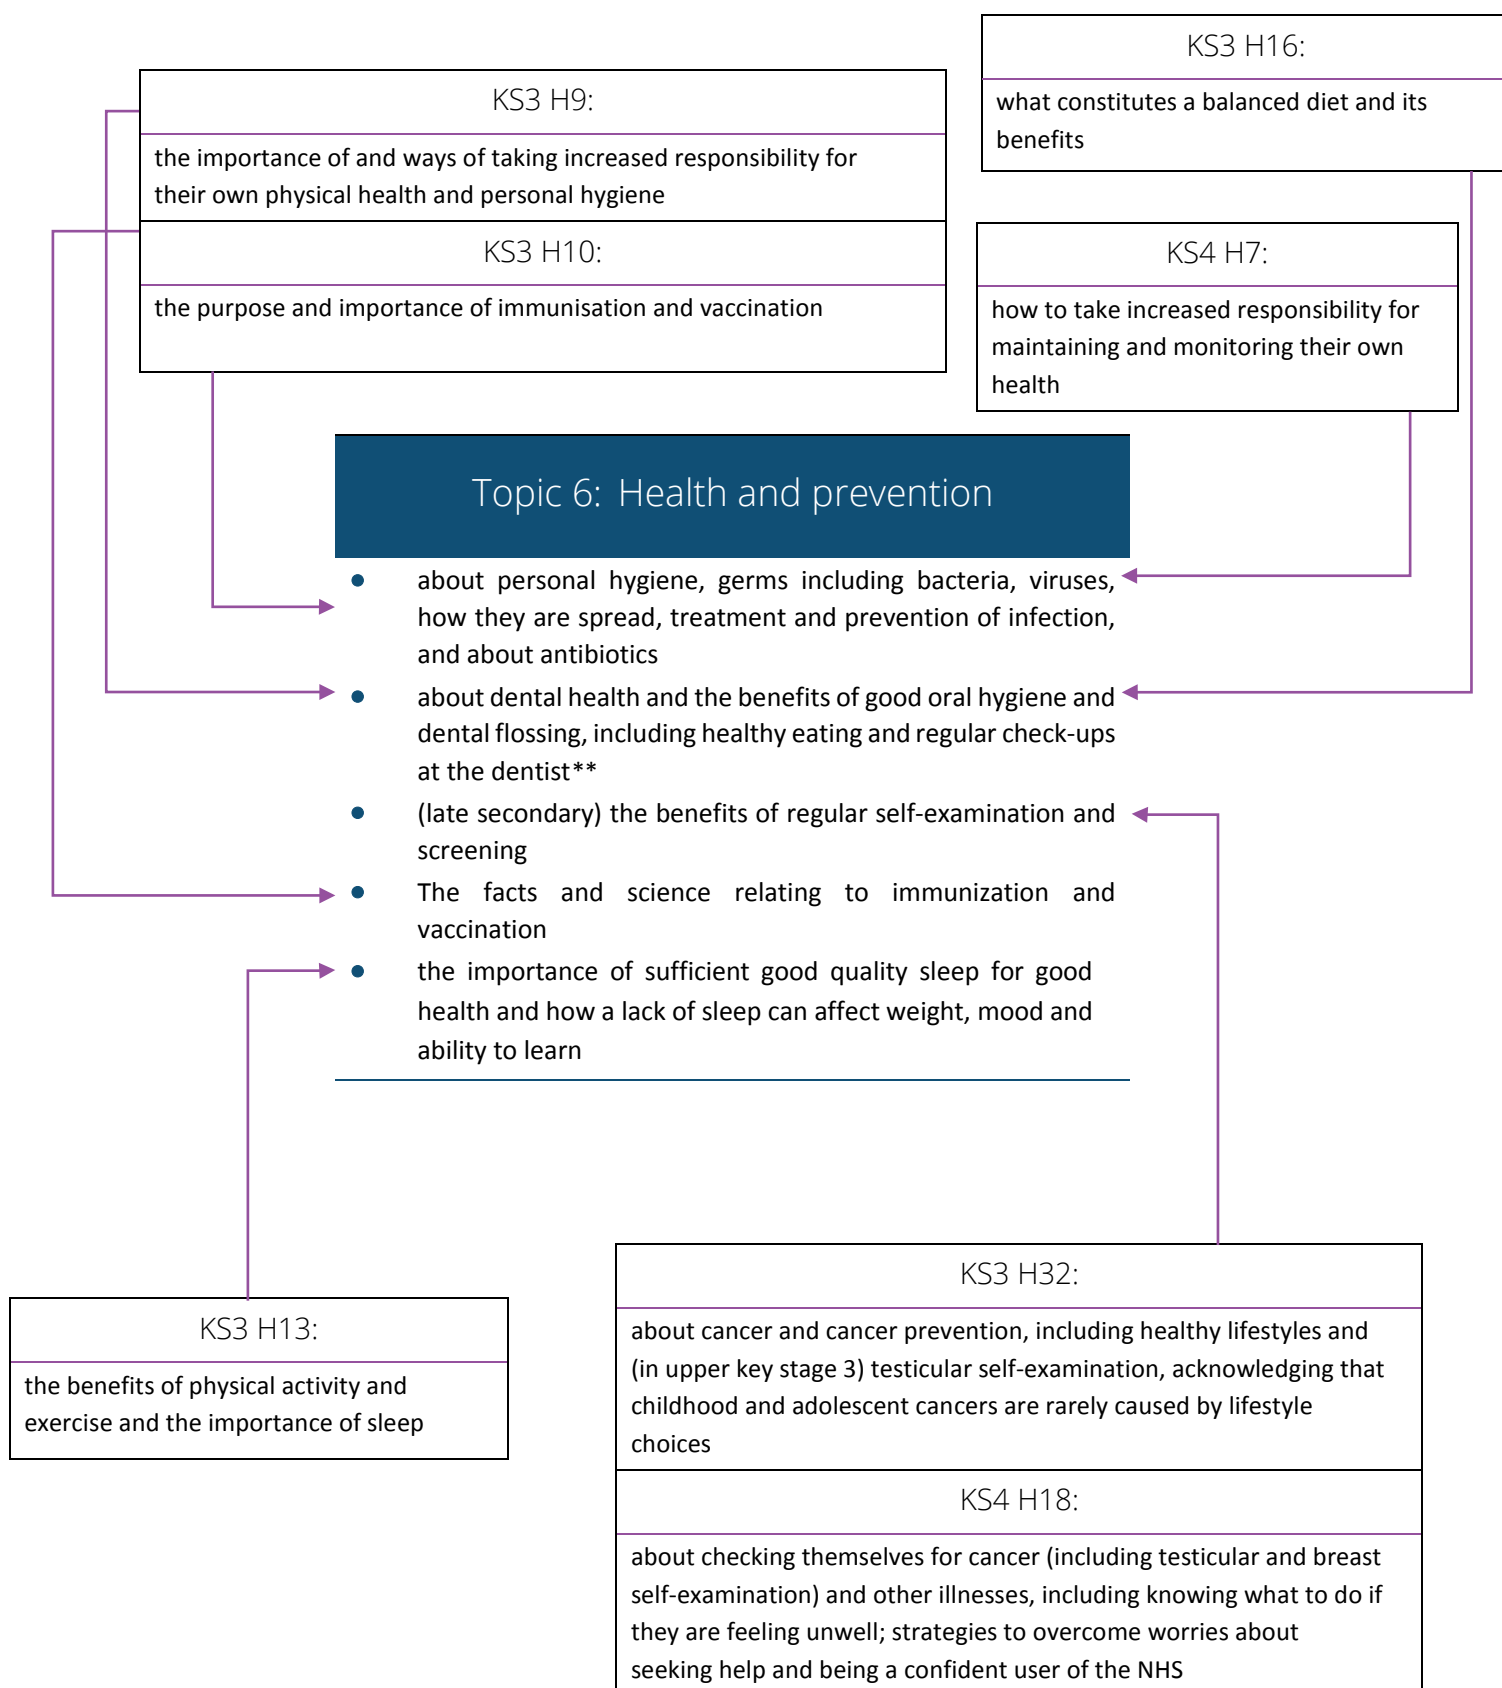 KS3 H9:
the importance of and ways of taking increased responsibility for
their own physical health and personal hygiene
KS3 H10:
the purpose and importance of immunisation and vaccination
KS3 H16:
what constitutes a balanced diet and its
benefits
KS4 H7:
how to take increased responsibility for
maintaining and monitoring their own
health
Topic 6: Health and prevention
● about personal hygiene, germs including bacteria, viruses,
how they are spread, treatment and prevention of infection,
and about antibiotics
● about dental health and the benefits of good oral hygiene and
dental flossing, including healthy eating and regular check-ups
at the dentist**
● (late secondary) the benefits of regular self-examination and
screening
● The facts and science relating to immunization and
vaccination
● the importance of sufficient good quality sleep for good
health and how a lack of sleep can affect weight, mood and
ability to learn
KS3 H13:
the benefits of physical activity and
exercise and the importance of sleep
KS3 H32:
about cancer and cancer prevention, including healthy lifestyles and
(in upper key stage 3) testicular self-examination, acknowledging that
childhood and adolescent cancers are rarely caused by lifestyle
choices
KS4 H18:
about checking themselves for cancer (including testicular and breast
self-examination) and other illnesses, including knowing what to do if
they are feeling unwell; strategies to overcome worries about
seeking help and being a confident user of the NHS